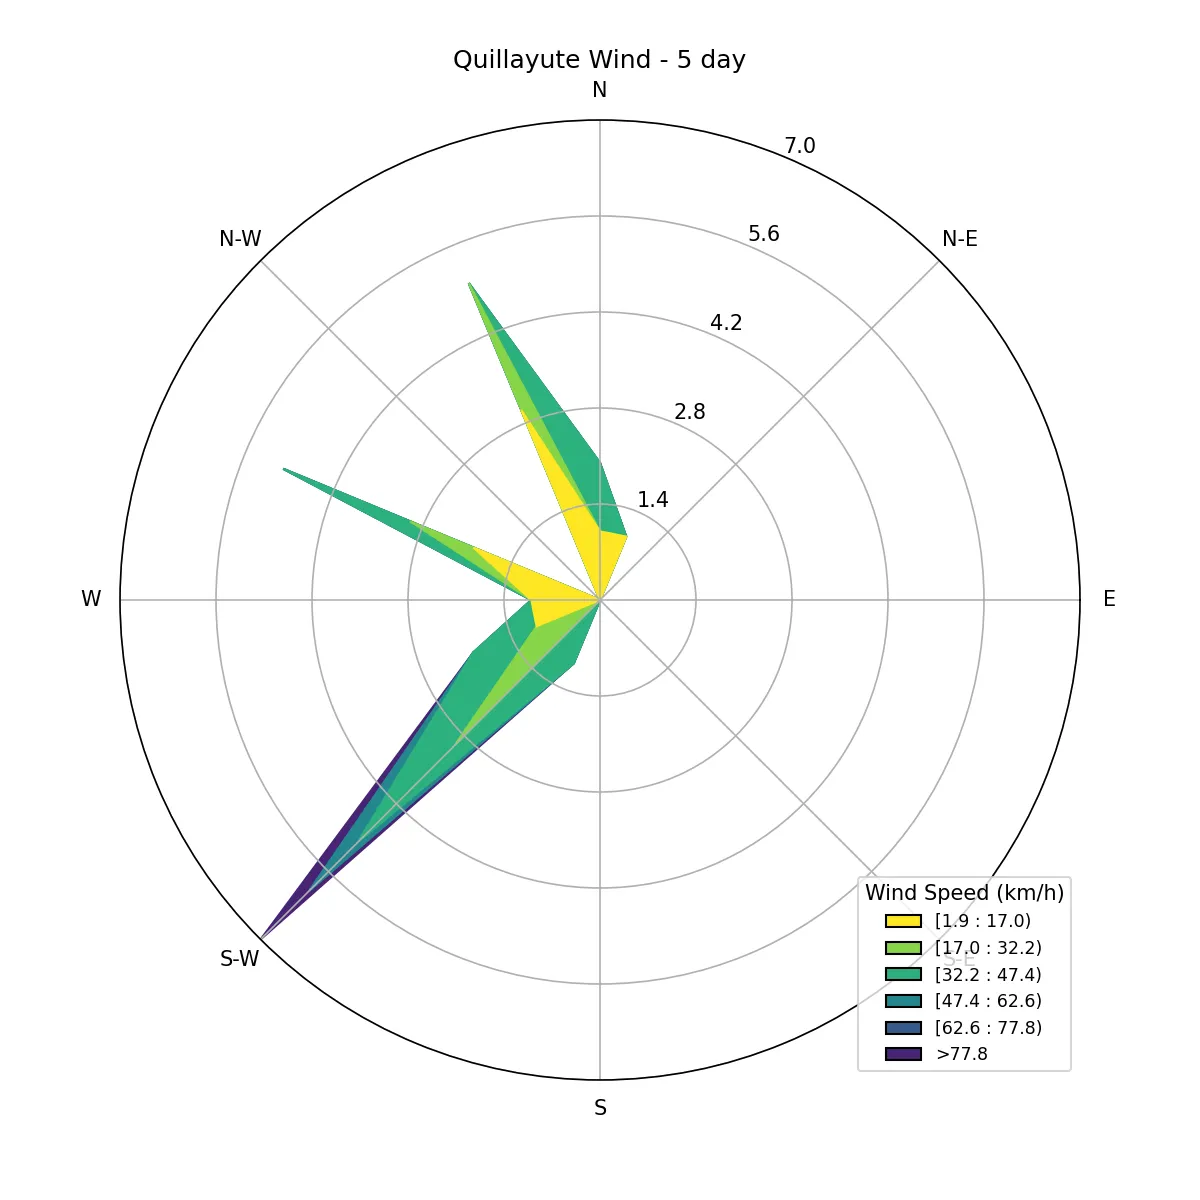 Quillayute Wind - 5 day
N
7.0
N-W
5.6
N-E
4.2
2.8
1.4
W
E
S-W
S-E
S
Wind Speed (km/h)
[1.9 : 17.0)
[17.0 : 32.2)
[32.2 : 47.4)
[47.4 : 62.6)
[62.6 : 77.8)
>77.8